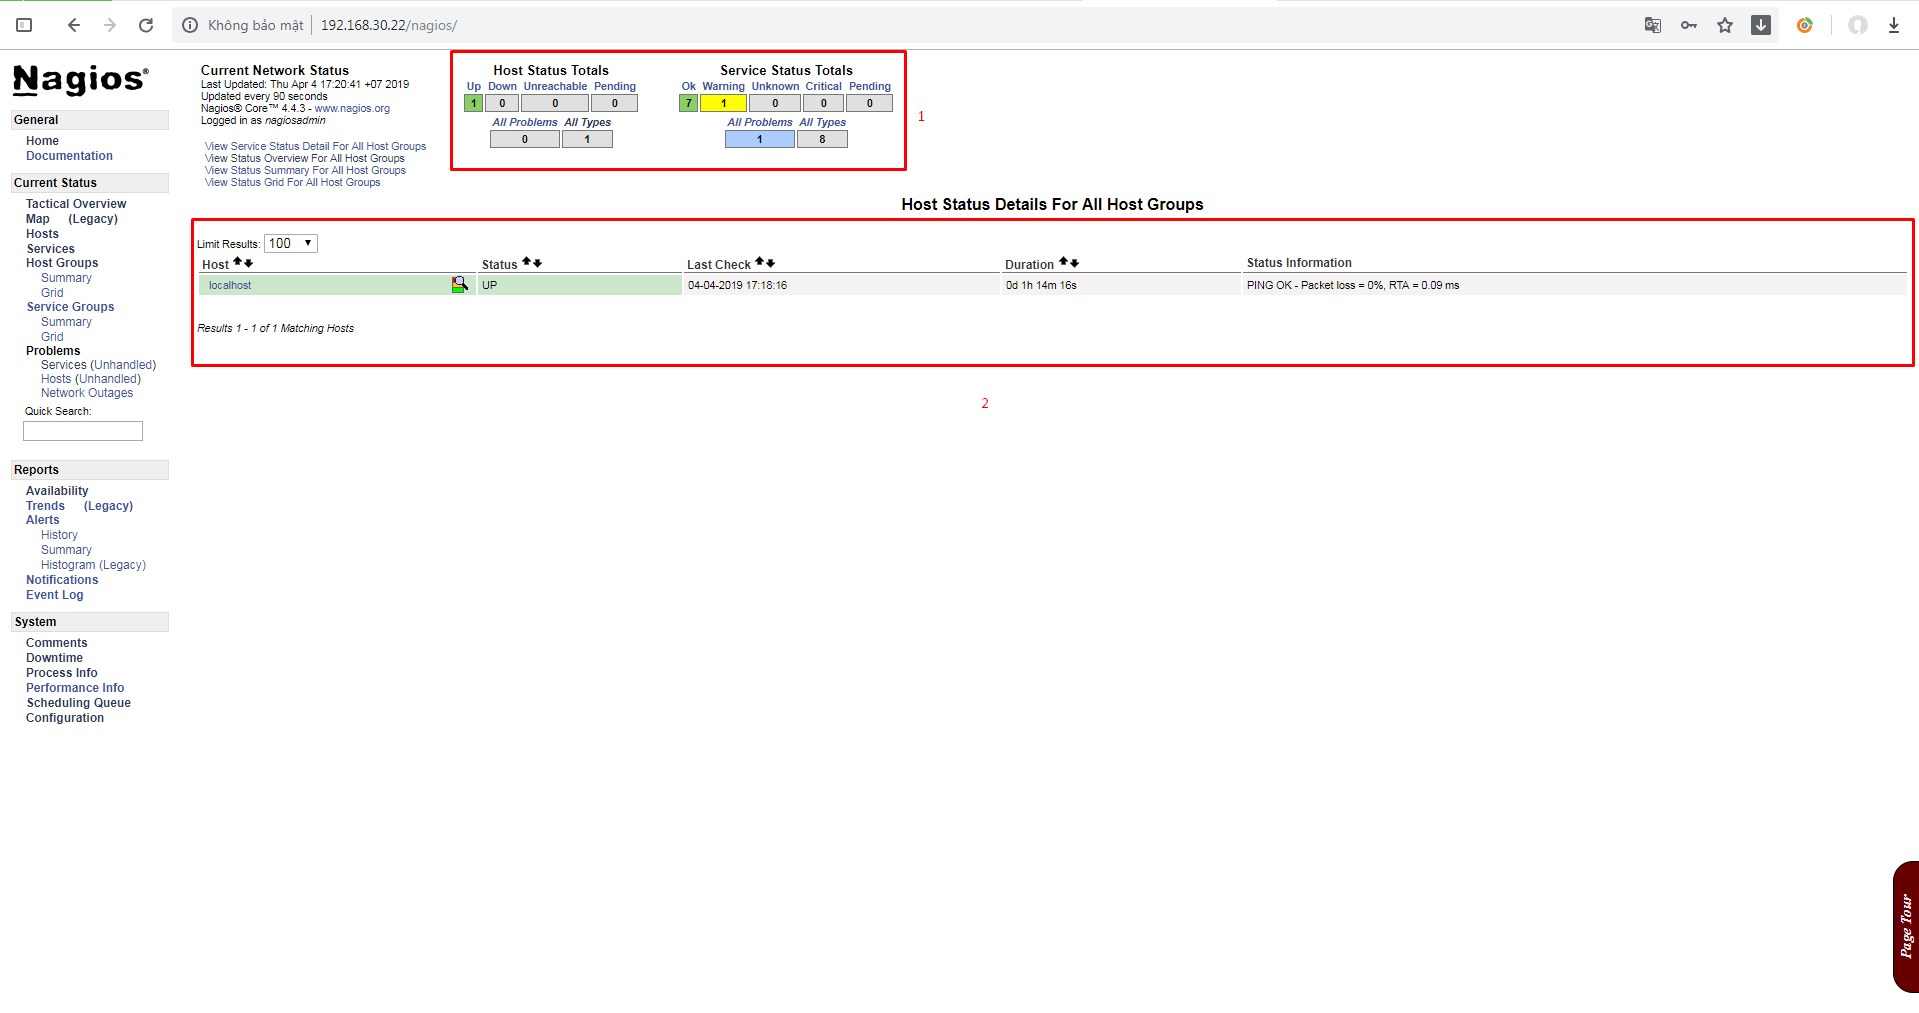 Không bảo mật 192.168.30.22/nagios/
Nagios®
General
Home
Documentation
Current Status
Tactical Overview
Map (Legacy)
Hosts
Services
Host Groups
Summary
Grid
Service Groups
Summary
Grid
Problems
Services (Unhandled)
Hosts (Unhandled)
Network Outages
Quick Search:
Reports
Availability
Trends (Legacy)
Alerts
History
Summary
Histogram (Legacy)
Notifications
Event Log
System
Comments
Downtime
Process Info
Performance Info
Scheduling Queue
Configuration
Current Network Status
Last Updated: Thu Apr 4 17:20:41 +07 2019
Updated every 90 seconds
Nagios® Core™ 4.4.3 - www.nagios.org
Logged in as nagiosadmin
View Service Status Detail For All Host Groups
View Status Overview For All Host Groups
View Status Summary For All Host Groups
View Status Grid For All Host Groups
Host Status Totals
Up Down Unreachable Pending
1 0 0 0
All Problems All Types
0 1
Service Status Totals
Ok Warning Unknown Critical Pending
7 1 0 0 0
All Problems All Types
1 8
1
Host Status Details For All Host Groups
Limit Results: 100
Host Status Last Check Duration Status Information
localhost UP 04-04-2019 17:18:16 0d 1h 14m 16s PING OK - Packet loss = 0%, RTA = 0.09 ms
Results 1 - 1 of 1 Matching Hosts
2
Page Tour